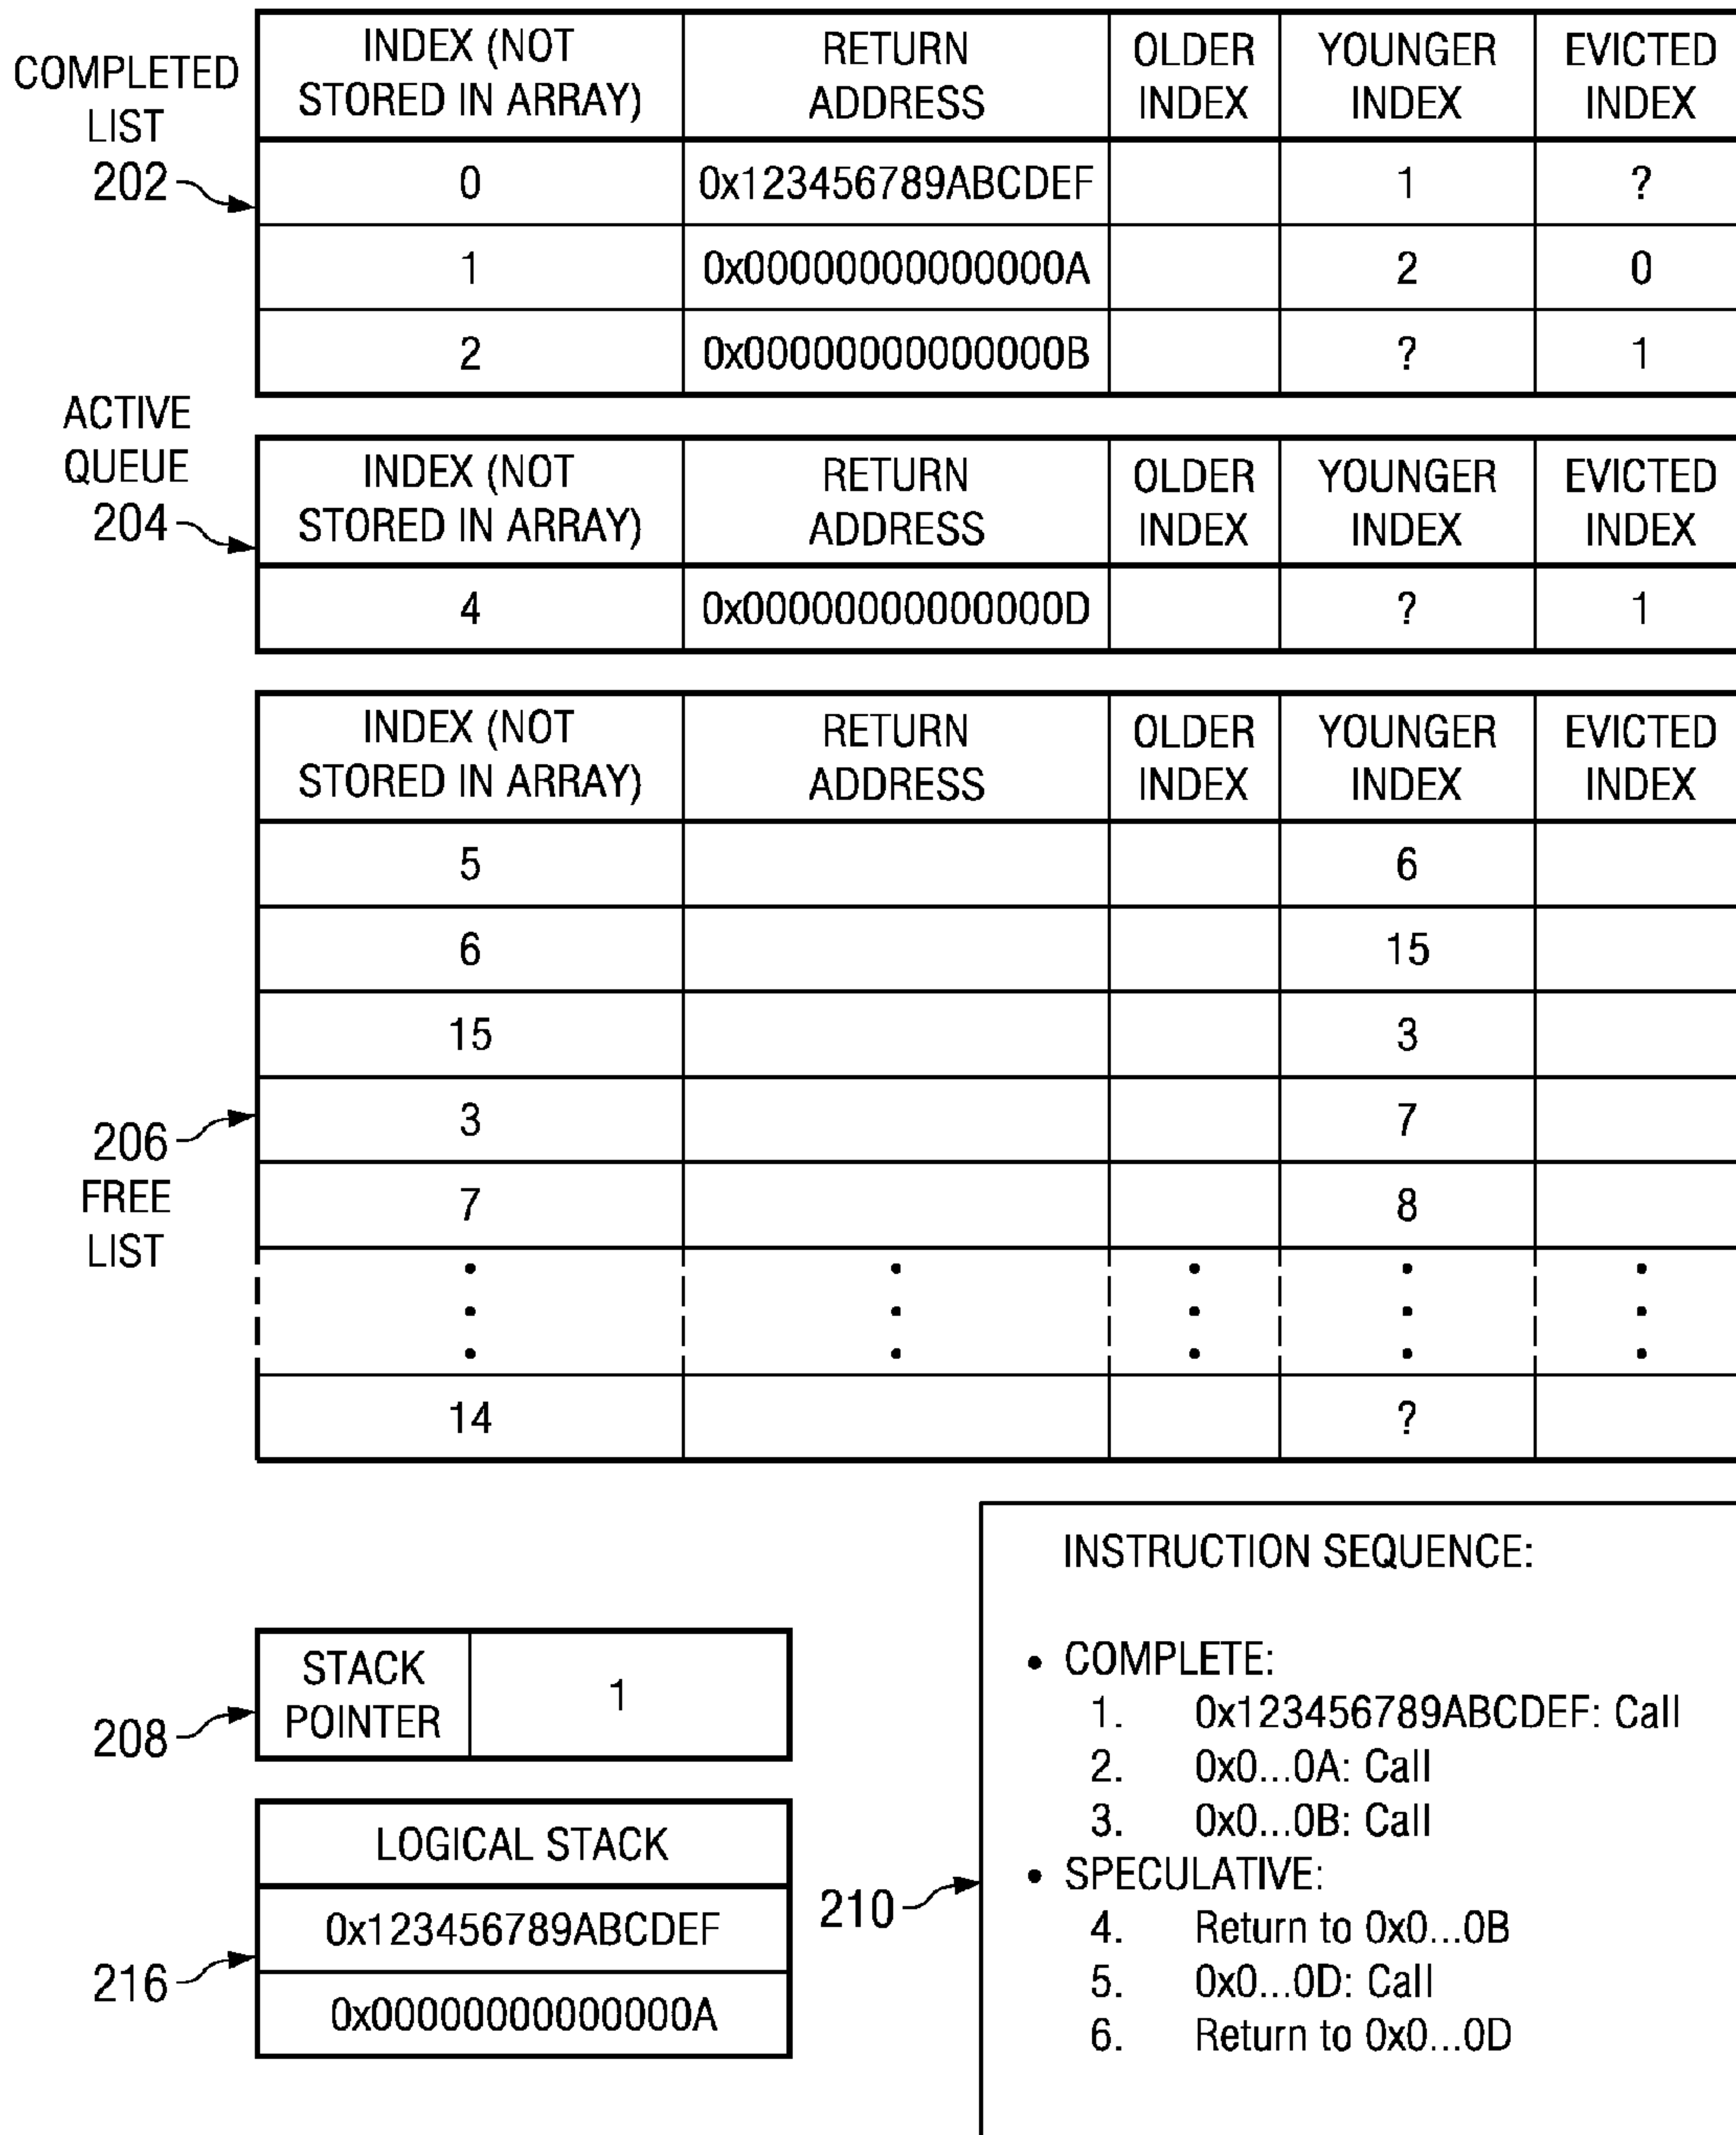 COMPLETED
LIST
202
INDEX (NOT STORED IN ARRAY) RETURN ADDRESS OLDER INDEX YOUNGER INDEX EVICTED INDEX
0 0x123456789ABCDEF 1 ?
1 0x00000000000000A 2 0
2 0x00000000000000B ? 1
ACTIVE
QUEUE
204
INDEX (NOT STORED IN ARRAY) RETURN ADDRESS OLDER INDEX YOUNGER INDEX EVICTED INDEX
4 0x00000000000000D ? 1
INDEX (NOT STORED IN ARRAY) RETURN ADDRESS OLDER INDEX YOUNGER INDEX EVICTED INDEX
5 6
6 15
15 3
3 7
7 8
14 ?
206
FREE
LIST
STACK
POINTER
1
208
LOGICAL STACK
0x123456789ABCDEF
0x00000000000000A
216
210
INSTRUCTION SEQUENCE:
• COMPLETE:
1. 0x123456789ABCDEF: Call
2. 0x0...0A: Call
3. 0x0...0B: Call
• SPECULATIVE:
4. Return to 0x0...0B
5. 0x0...0D: Call
6. Return to 0x0...0D